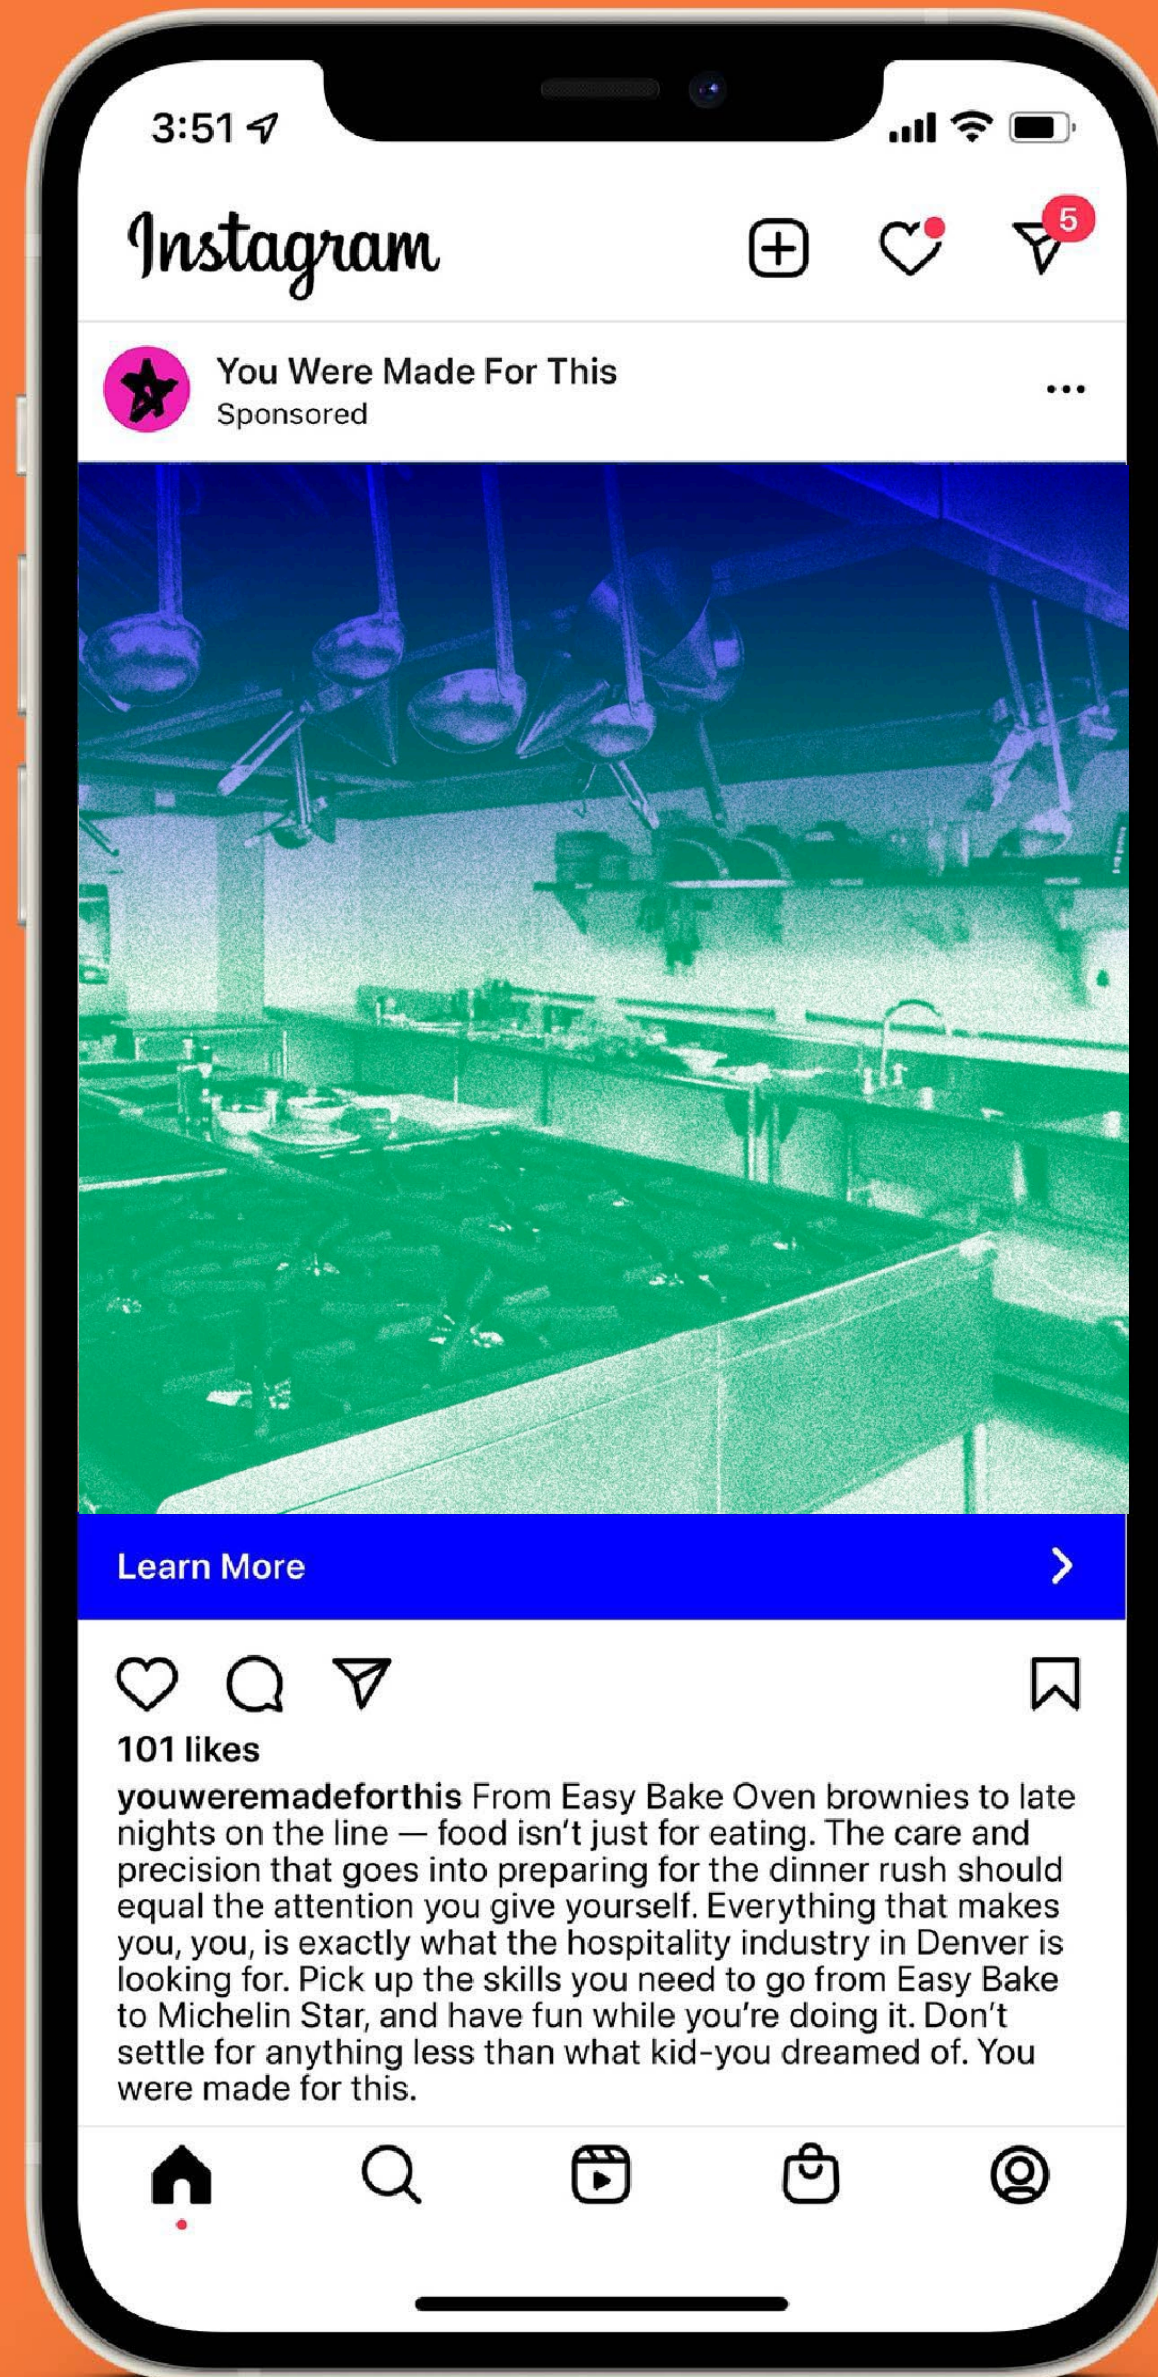 3:51
Instagram
5
You Were Made For This
Sponsored
Learn More
101 likes
youweremadeforthis From Easy Bake Oven brownies to late
nights on the line — food isn't just for eating. The care and
precision that goes into preparing for the dinner rush should
equal the attention you give yourself. Everything that makes
you, you, is exactly what the hospitality industry in Denver is
looking for. Pick up the skills you need to go from Easy Bake
to Michelin Star, and have fun while you're doing it. Don't
settle for anything less than what kid-you dreamed of. You
were made for this.